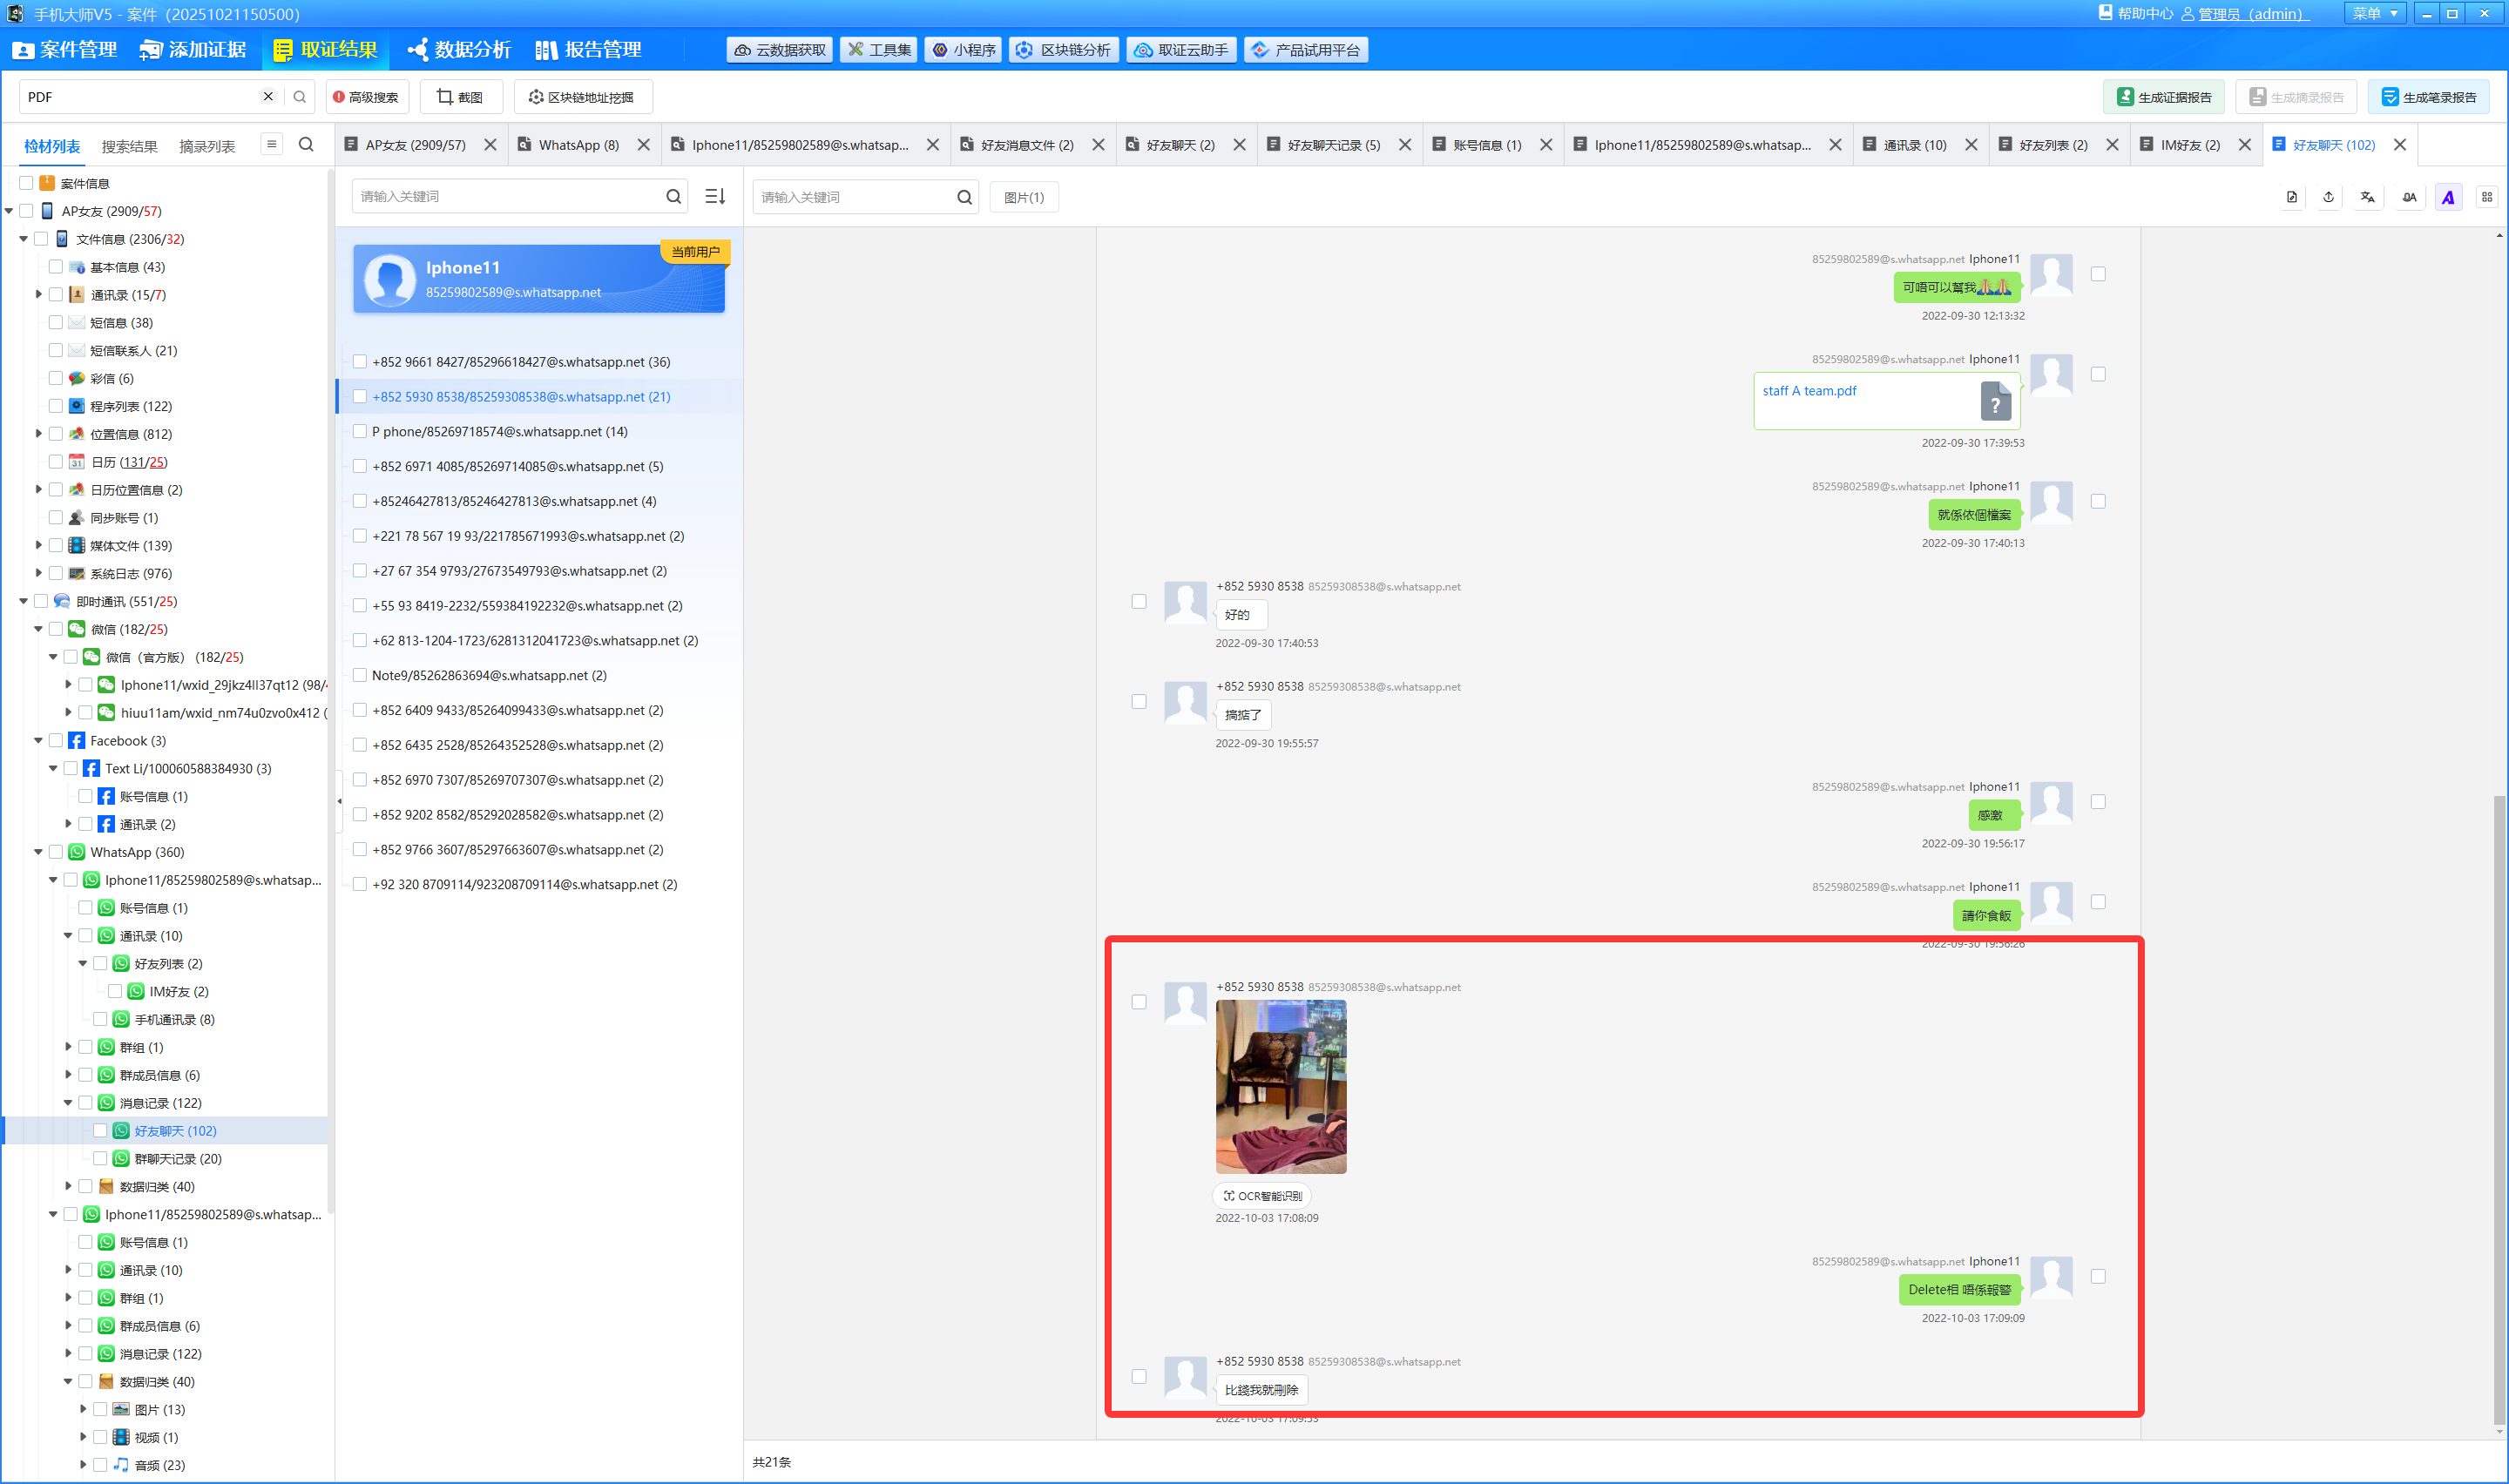 手机大师V5 - 案件（20251021150500）
帮助中心
管理员（admin）
菜单
案件管理
添加证据
取证结果
数据分析
报告管理
云数据获取
工具集
小程序
区块链分析
取证云助手
产品试用平台
PDF
高级搜索
截图
区块链地址挖掘
生成证据报告
生成摘录报告
生成笔录报告
检材列表
搜索结果
摘录列表
AP女友 (2909/57)
WhatsApp (8)
Iphone11/85259802589@s.whatsap...
好友消息文件 (2)
好友聊天 (2)
好友聊天记录 (5)
账号信息 (1)
Iphone11/85259802589@s.whatsap...
通讯录 (10)
好友列表 (2)
IM好友 (2)
好友聊天 (102)
案件信息
AP女友 (2909/57)
文件信息 (2306/32)
基本信息 (43)
通讯录 (15/7)
短信息 (38)
短信联系人 (21)
彩信 (6)
程序列表 (122)
位置信息 (812)
日历 (131/25)
日历位置信息 (2)
同步账号 (1)
媒体文件 (139)
系统日志 (976)
即时通讯 (551/25)
微信 (182/25)
微信（官方版） (182/25)
Iphone11/wxid_29jkz4ll37qt12 (98/
hiuu11am/wxid_nm74u0zvo0x412 (
Facebook (3)
Text Li/100060588384930 (3)
账号信息 (1)
通讯录 (2)
WhatsApp (360)
Iphone11/85259802589@s.whatsap...
账号信息 (1)
通讯录 (10)
好友列表 (2)
IM好友 (2)
手机通讯录 (8)
群组 (1)
群成员信息 (6)
消息记录 (122)
好友聊天 (102)
群聊天记录 (20)
数据归类 (40)
Iphone11/85259802589@s.whatsap...
账号信息 (1)
通讯录 (10)
群组 (1)
群成员信息 (6)
消息记录 (122)
数据归类 (40)
图片 (13)
视频 (1)
音频 (23)
请输入关键词
当前用户
Iphone11
85259802589@s.whatsapp.net
+852 9661 8427/85296618427@s.whatsapp.net (36)
+852 5930 8538/85259308538@s.whatsapp.net (21)
P phone/85269718574@s.whatsapp.net (14)
+852 6971 4085/85269714085@s.whatsapp.net (5)
+85246427813/85246427813@s.whatsapp.net (4)
+221 78 567 19 93/221785671993@s.whatsapp.net (2)
+27 67 354 9793/27673549793@s.whatsapp.net (2)
+55 93 8419-2232/559384192232@s.whatsapp.net (2)
+62 813-1204-1723/6281312041723@s.whatsapp.net (2)
Note9/85262863694@s.whatsapp.net (2)
+852 6409 9433/85264099433@s.whatsapp.net (2)
+852 6435 2528/85264352528@s.whatsapp.net (2)
+852 6970 7307/85269707307@s.whatsapp.net (2)
+852 9202 8582/85292028582@s.whatsapp.net (2)
+852 9766 3607/85297663607@s.whatsapp.net (2)
+92 320 8709114/923208709114@s.whatsapp.net (2)
请输入关键词
图片(1)
85259802589@s.whatsapp.net Iphone11
可唔可以幫我🙏🙏
2022-09-30 12:13:32
85259802589@s.whatsapp.net Iphone11
staff A team.pdf
2022-09-30 17:39:53
85259802589@s.whatsapp.net Iphone11
就係依個檔案
2022-09-30 17:40:13
+852 5930 8538 85259308538@s.whatsapp.net
好的
2022-09-30 17:40:53
+852 5930 8538 85259308538@s.whatsapp.net
搞掂了
2022-09-30 19:55:57
85259802589@s.whatsapp.net Iphone11
感激
2022-09-30 19:56:17
85259802589@s.whatsapp.net Iphone11
請你食飯
2022-09-30 19:56:26
+852 5930 8538 85259308538@s.whatsapp.net
OCR智能识别
2022-10-03 17:08:09
85259802589@s.whatsapp.net Iphone11
Delete相 唔係報警
2022-10-03 17:09:09
+852 5930 8538 85259308538@s.whatsapp.net
比錢我就刪除
2022-10-03 17:09:53
共21条